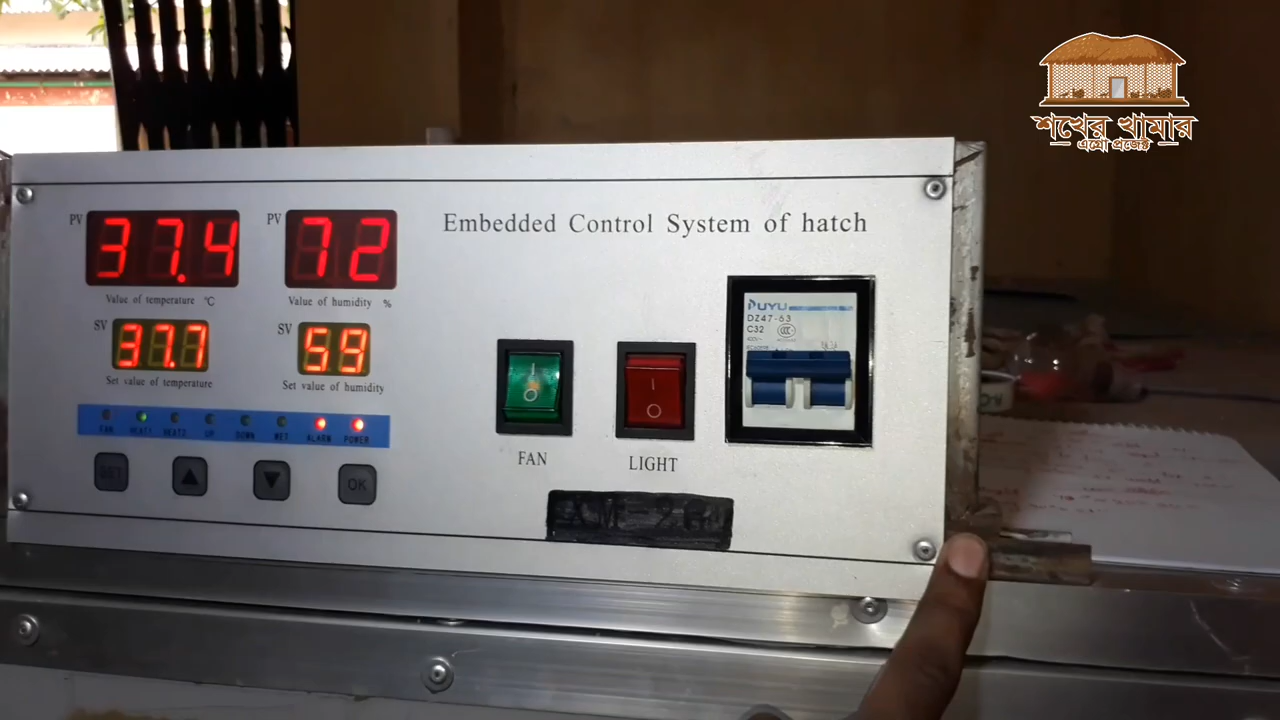 শখের খামার
এগ্রো প্রজেক্ট
PV 37.4
PV 72
Embedded Control System of hatch
Value of temperature °C
Value of humidity %
SV 37.7
SV 59
Set value of temperature
Set value of humidity
FAN HEAT1 HEAT2 UP DOWN WET ALARM POWER
SET
OK
FAN
LIGHT
DZ47-63
C32